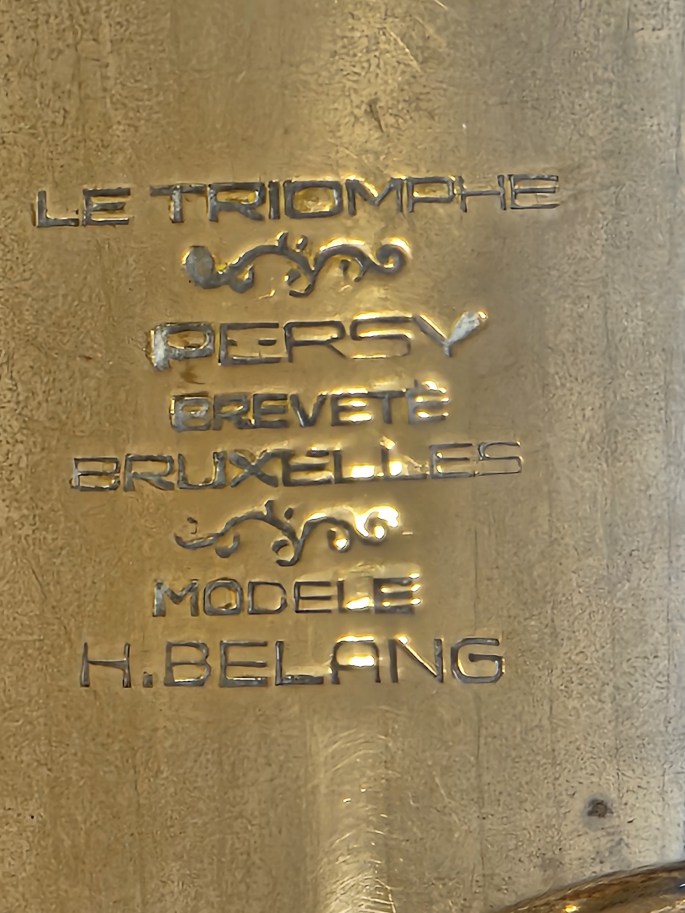 LE TRIOMPHE
PERSY
BREVETÉ
BRUXELLES
MODELE
H.BELANG